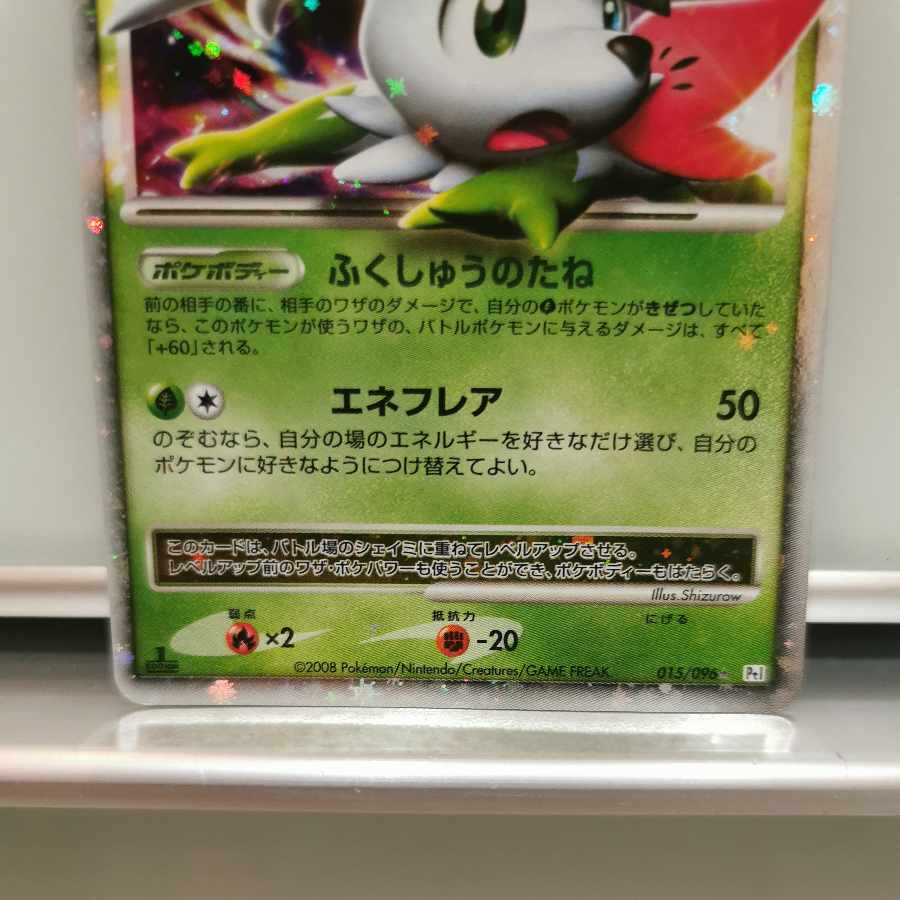 ポケボディー ふくしゅうのたね
前の相手の番に、相手のワザのダメージで、自分のポケモンがきぜつしていた
なら、このポケモンが使うワザの、バトルポケモンに与えるダメージは、すべて
「+60」される。
エネフレア 50
のぞむなら、自分の場のエネルギーを好きなだけ選び、自分の
ポケモンに好きなようにつけ替えてよい。
このカードは、バトル場のシェイミに重ねてレベルアップさせる。
レベルアップ前のワザ・ポケパワーも使うことができ、ポケボディーもはたらく。
Illus.Shizurow
弱点 抵抗力 にげる
×2 -20
1 EDITION
©2008 Pokémon/Nintendo/Creatures/GAME FREAK 015/096 Pt1